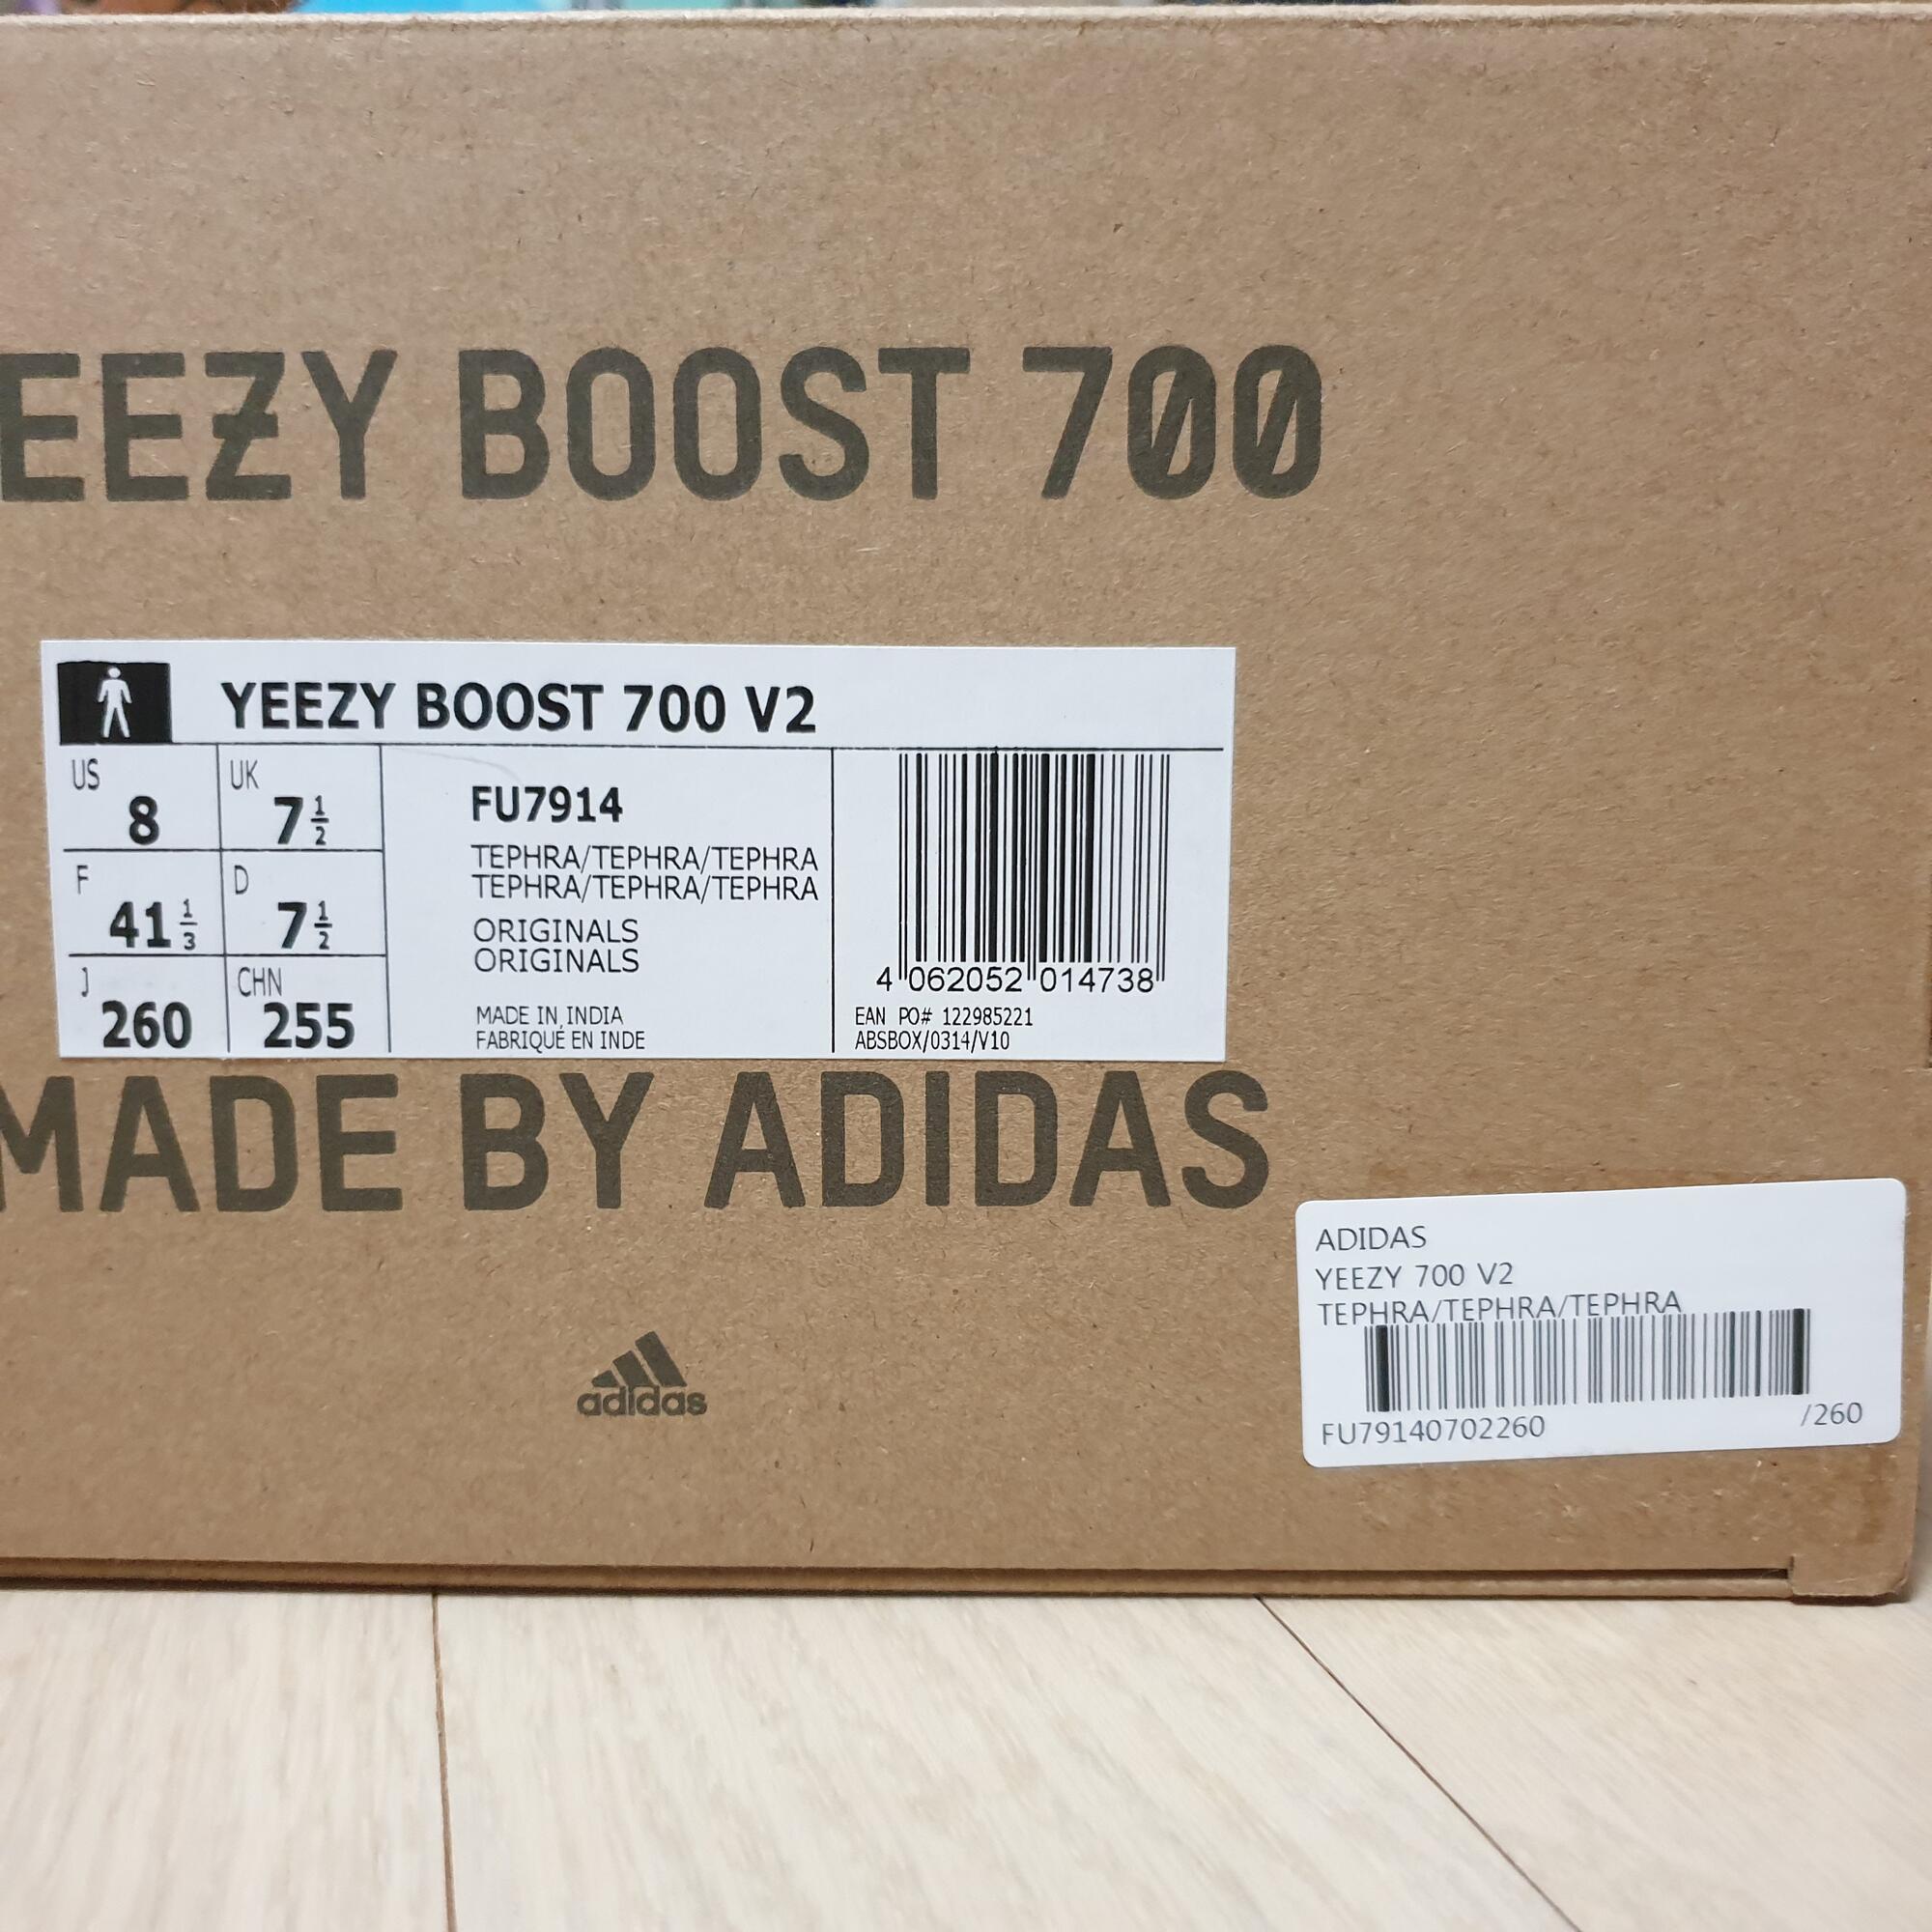 EEZY BOOST 700
YEEZY BOOST 700 V2
US
8
UK
7 1/2
F
41 1/3
D
7 1/2
J
260
CHN
255
FU7914
TEPHRA/TEPHRA/TEPHRA
TEPHRA/TEPHRA/TEPHRA
ORIGINALS
ORIGINALS
MADE IN INDIA
FABRIQUÉ EN INDE
4 062052 014738
EAN PO# 122985221
ABSBOX/0314/V10
MADE BY ADIDAS
adidas
ADIDAS
YEEZY 700 V2
TEPHRA/TEPHRA/TEPHRA
FU79140702260 /260